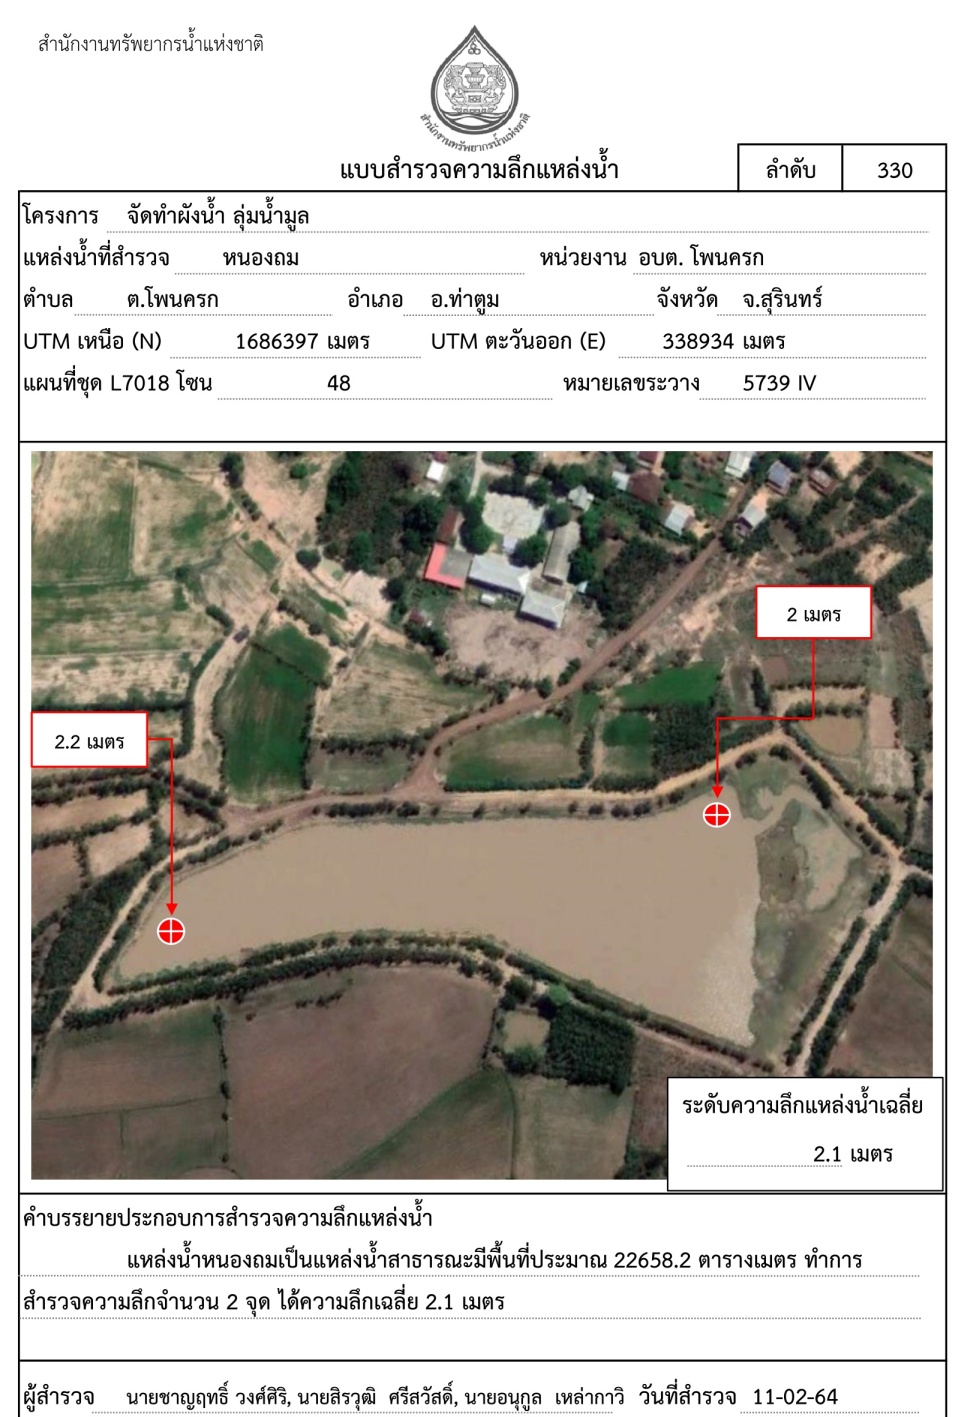 สำนักงานทรัพยากรน้ำแห่งชาติ
สำนักงานทรัพยากรน้ำแห่งชาติ
แบบสำรวจความลึกแหล่งน้ำ
ลำดับ 330
โครงการ จัดทำผังน้ำ ลุ่มน้ำมูล
แหล่งน้ำที่สำรวจ หนองถม หน่วยงาน อบต. โพนครก
ตำบล ต.โพนครก อำเภอ อ.ท่าตูม จังหวัด จ.สุรินทร์
UTM เหนือ (N) 1686397 เมตร UTM ตะวันออก (E) 338934 เมตร
แผนที่ชุด L7018 โซน 48 หมายเลขระวาง 5739 IV
2 เมตร
2.2 เมตร
ระดับความลึกแหล่งน้ำเฉลี่ย
2.1 เมตร
คำบรรยายประกอบการสำรวจความลึกแหล่งน้ำ
แหล่งน้ำหนองถมเป็นแหล่งน้ำสาธารณะมีพื้นที่ประมาณ 22658.2 ตารางเมตร ทำการ
สำรวจความลึกจำนวน 2 จุด ได้ความลึกเฉลี่ย 2.1 เมตร
ผู้สำรวจ นายชาญฤทธิ์ วงศ์ศิริ, นายสิรวุฒิ ศรีสวัสดิ์, นายอนุกูล เหล่ากาวิ วันที่สำรวจ 11-02-64